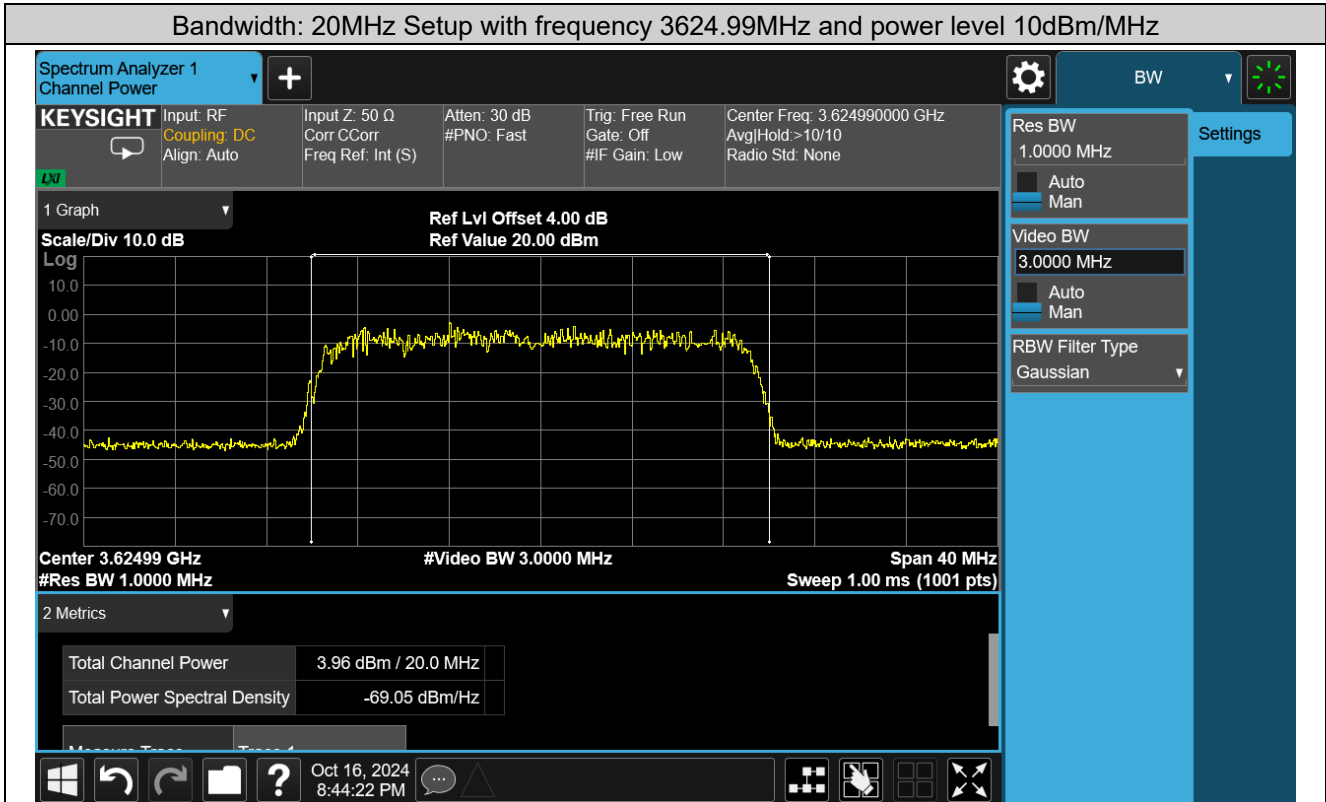 Bandwidth: 20MHz Setup with frequency 3624.99MHz and power level 10dBm/MHz
Spectrum Analyzer 1
Channel Power
+
BW
KEYSIGHT
LXI
Input: RF
Coupling: DC
Align: Auto
Input Z: 50 Ω
Corr CCorr
Freq Ref: Int (S)
Atten: 30 dB
#PNO: Fast
Trig: Free Run
Gate: Off
#IF Gain: Low
Center Freq: 3.624990000 GHz
Avg|Hold:>10/10
Radio Std: None
Res BW
1.0000 MHz
Auto
Man
Settings
Video BW
3.0000 MHz
Auto
Man
RBW Filter Type
Gaussian
1 Graph
Scale/Div 10.0 dB
Ref Lvl Offset 4.00 dB
Ref Value 20.00 dBm
Log
10.0
0.00
-10.0
-20.0
-30.0
-40.0
-50.0
-60.0
-70.0
Center 3.62499 GHz
#Video BW 3.0000 MHz
Span 40 MHz
#Res BW 1.0000 MHz
Sweep 1.00 ms (1001 pts)
2 Metrics
Total Channel Power 3.96 dBm / 20.0 MHz
Total Power Spectral Density -69.05 dBm/Hz
Measure Trace Trace 1
?
Oct 16, 2024
8:44:22 PM